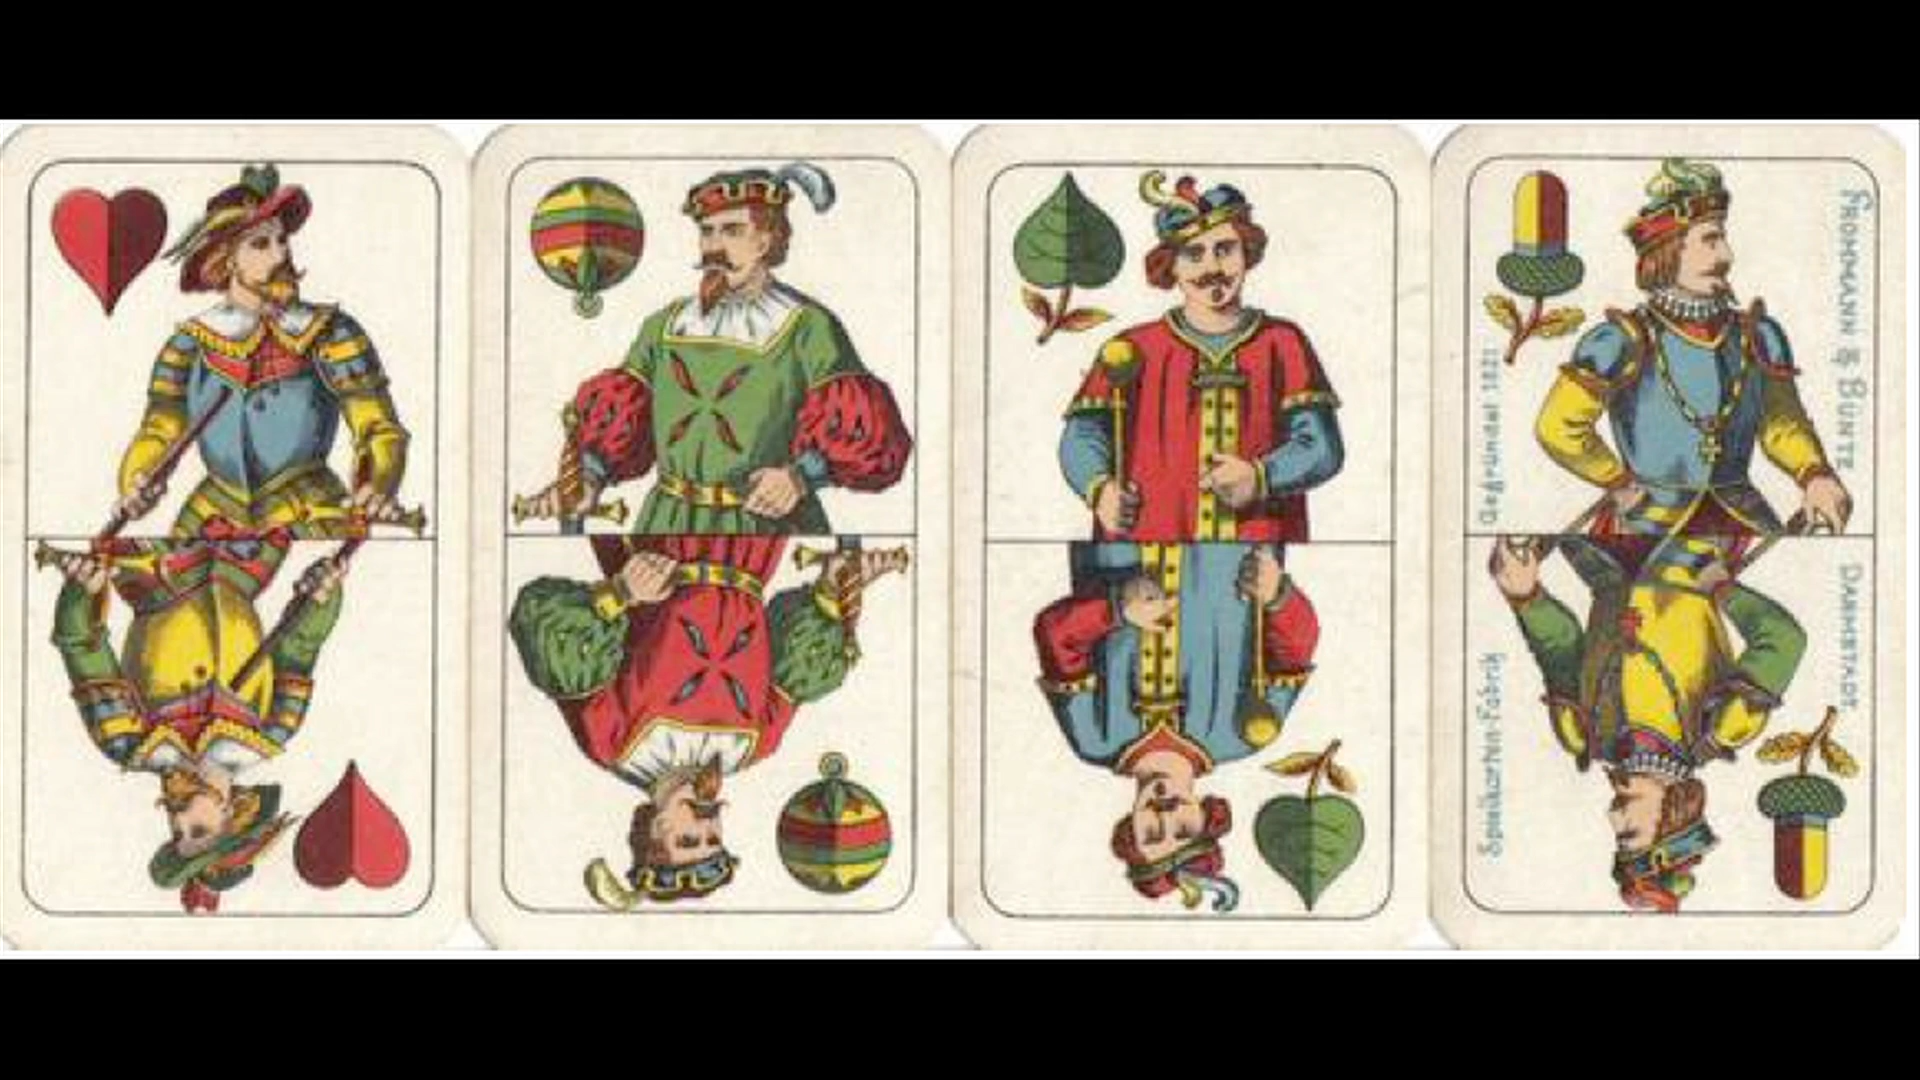 FROMMANN & BÜNTE
DARMSTADT.
Gegründet 1821
Spielkarten-Fabrik